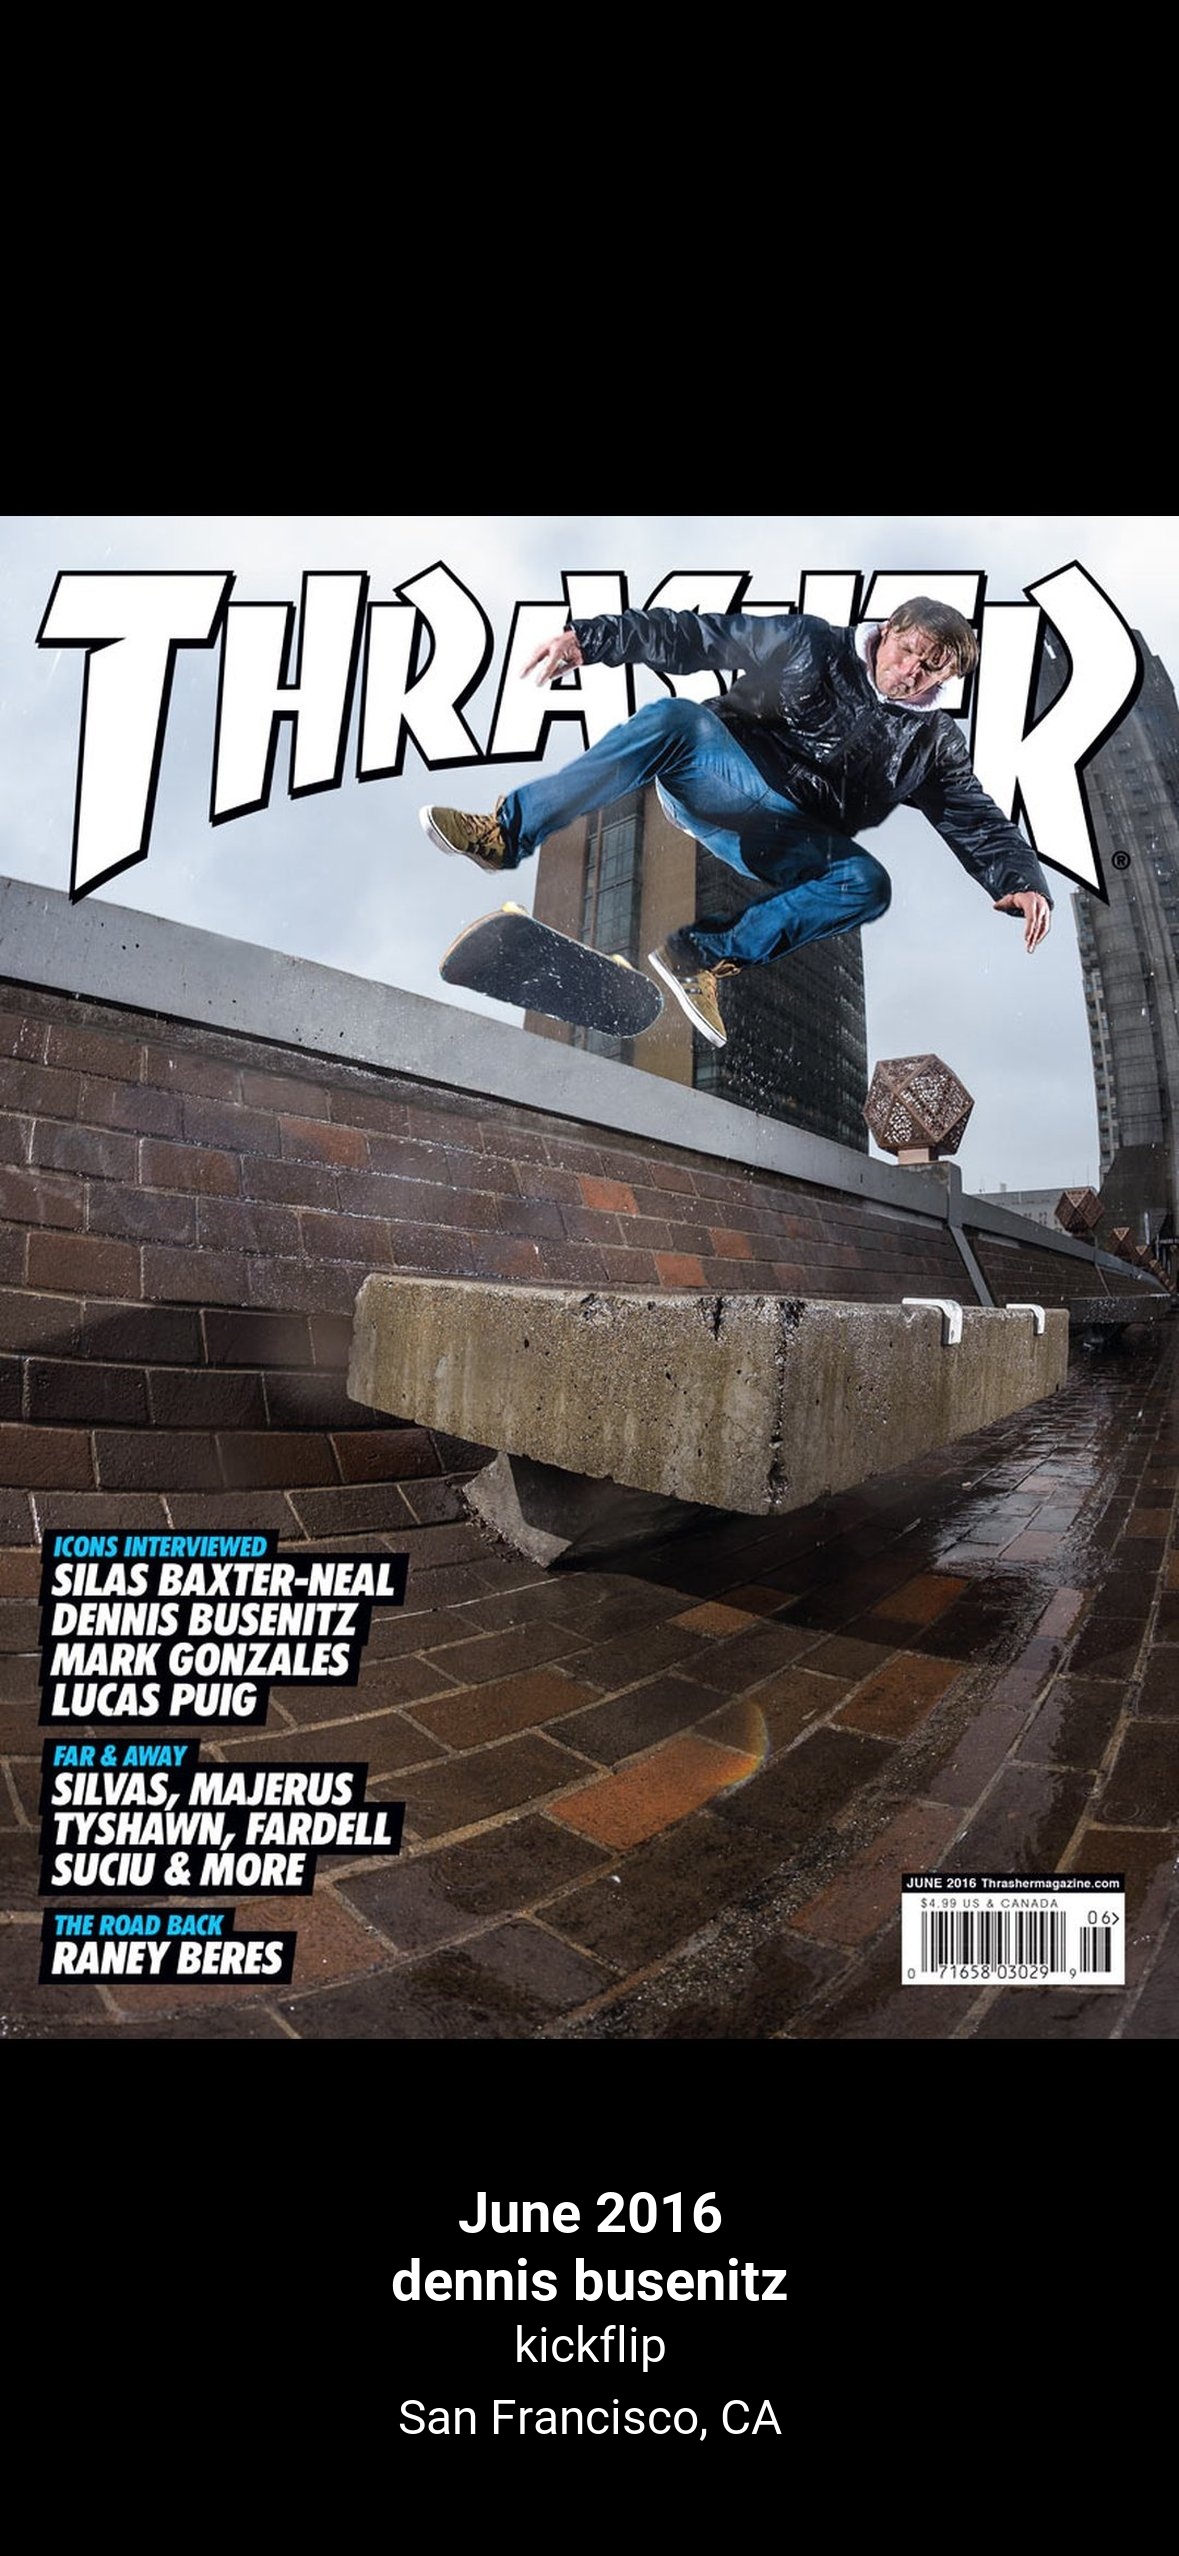 THRASHER
®
ICONS INTERVIEWED
SILAS BAXTER-NEAL
DENNIS BUSENITZ
MARK GONZALES
LUCAS PUIG
FAR & AWAY
SILVAS, MAJERUS
TYSHAWN, FARDELL
SUCIU & MORE
THE ROAD BACK
RANEY BERES
JUNE 2016 Thrashermagazine.com
$4.99 US & CANADA
06>
0 71658 03029 9
June 2016
dennis busenitz
kickflip
San Francisco, CA